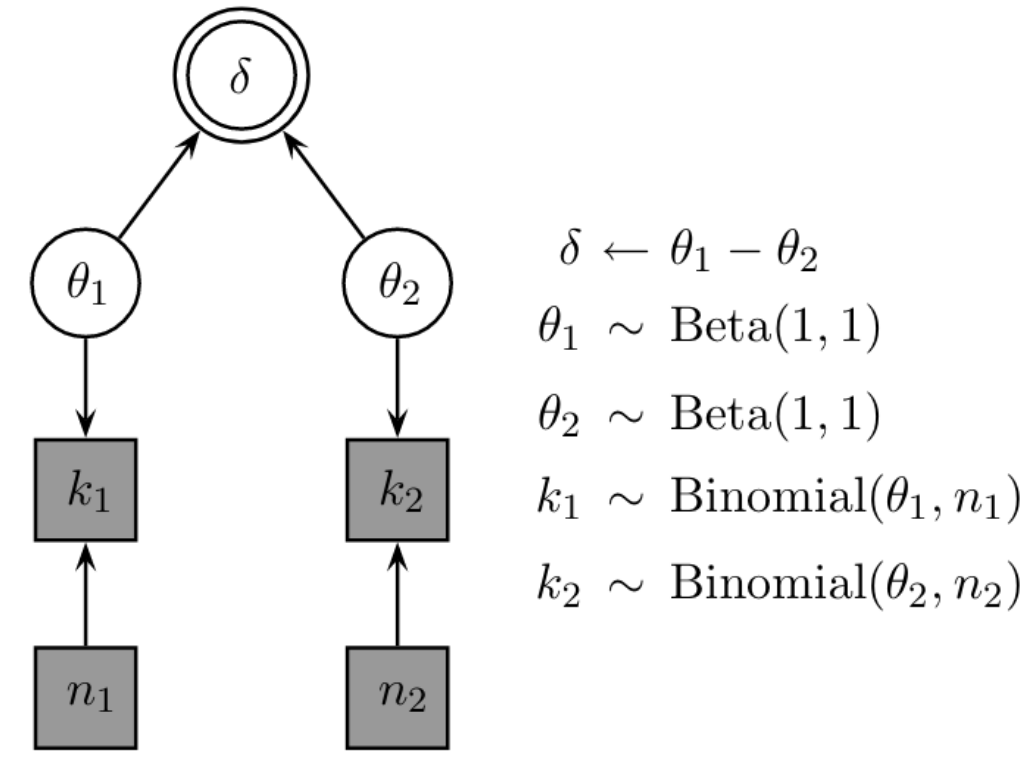 δ
θ₁ θ₂
δ ← θ₁ − θ₂
θ₁ ∼ Beta(1, 1)
θ₂ ∼ Beta(1, 1)
k₁ k₂
k₁ ∼ Binomial(θ₁, n₁)
k₂ ∼ Binomial(θ₂, n₂)
n₁ n₂